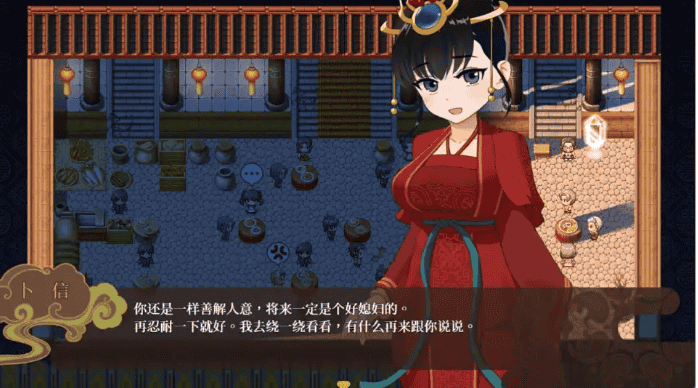 卜信
你还是一样善解人意，将来一定是个好媳妇的。
再忍耐一下就好。我去绕一绕看看，有什么再来跟你说说。